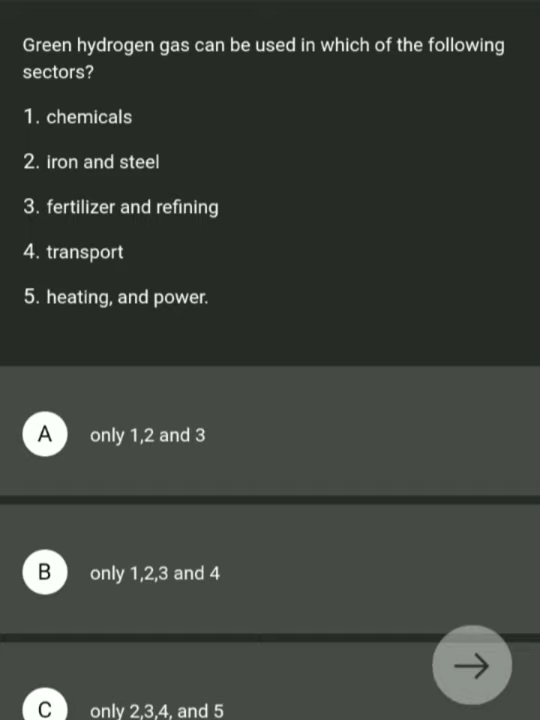 Green hydrogen gas can be used in which of the following
sectors?
1. chemicals
2. iron and steel
3. fertilizer and refining
4. transport
5. heating, and power.
A only 1,2 and 3
B only 1,2,3 and 4
C only 2,3,4, and 5